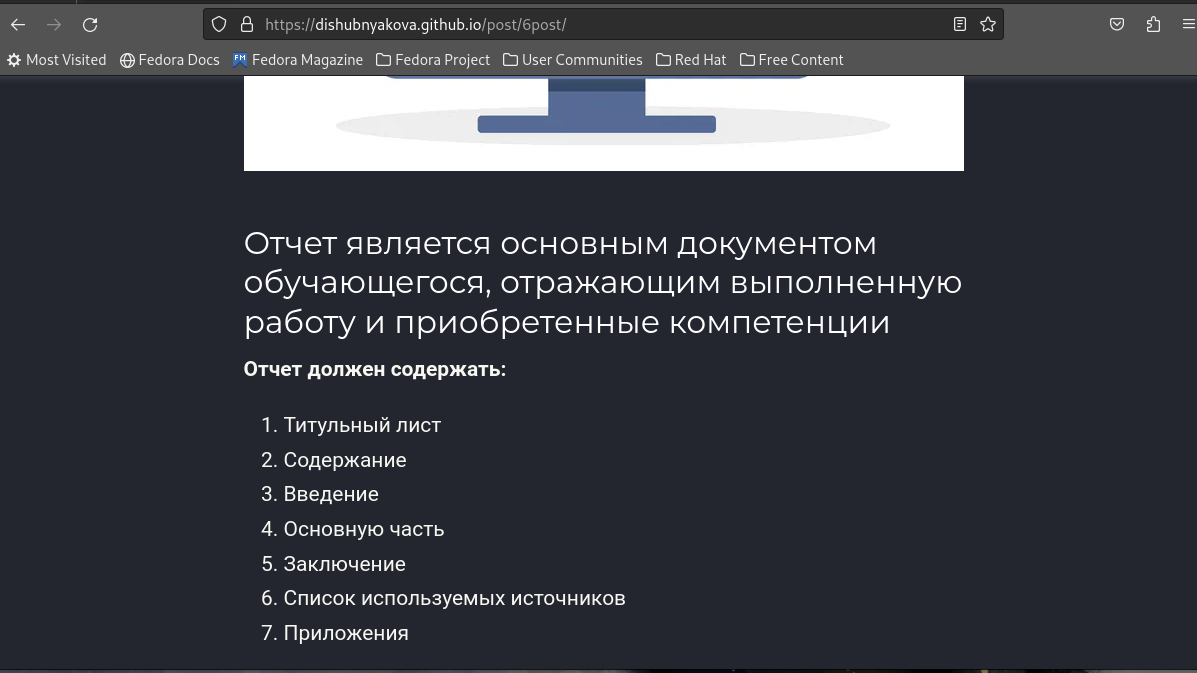 https://dishubnyakova.github.io/post/6post/
Most Visited Fedora Docs FM Fedora Magazine Fedora Project User Communities Red Hat Free Content
Отчет является основным документом
обучающегося, отражающим выполненную
работу и приобретенные компетенции
Отчет должен содержать:
1. Титульный лист
2. Содержание
3. Введение
4. Основную часть
5. Заключение
6. Список используемых источников
7. Приложения